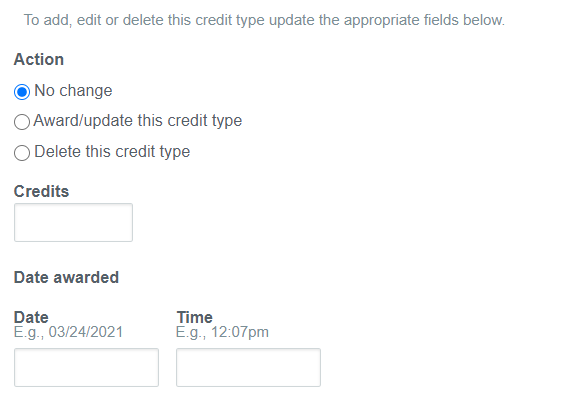 To add, edit or delete this credit type update the appropriate fields below.
Action
No change
Award/update this credit type
Delete this credit type
Credits
Date awarded
Date Time
E.g., 03/24/2021 E.g., 12:07pm